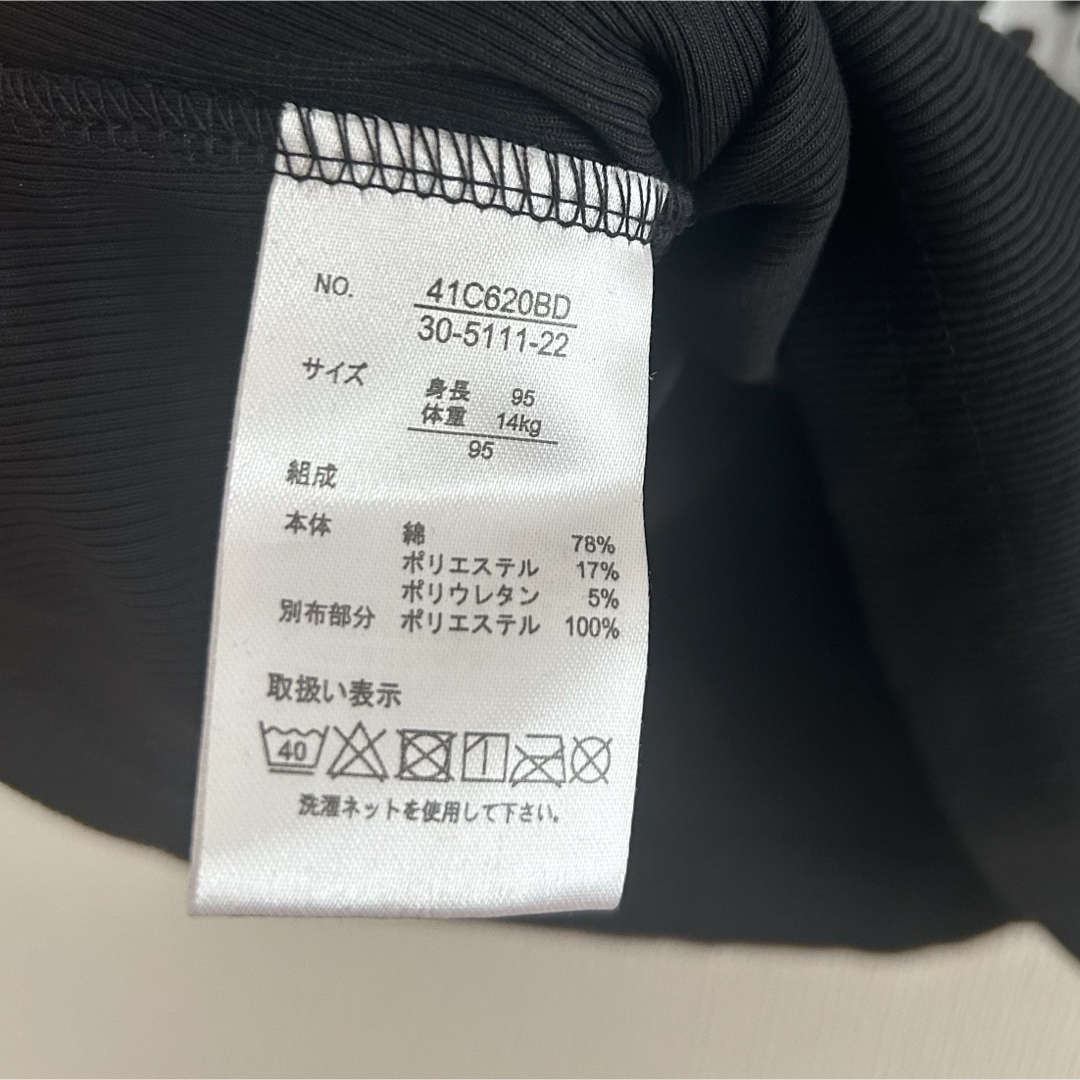 NO. 41C620BD
30-5111-22
サイズ 身長 95
体重 14kg
95
組成
本体 綿 78%
ポリエステル 17%
ポリウレタン 5%
別布部分 ポリエステル 100%
取扱い表示
40
洗濯ネットを使用して下さい。